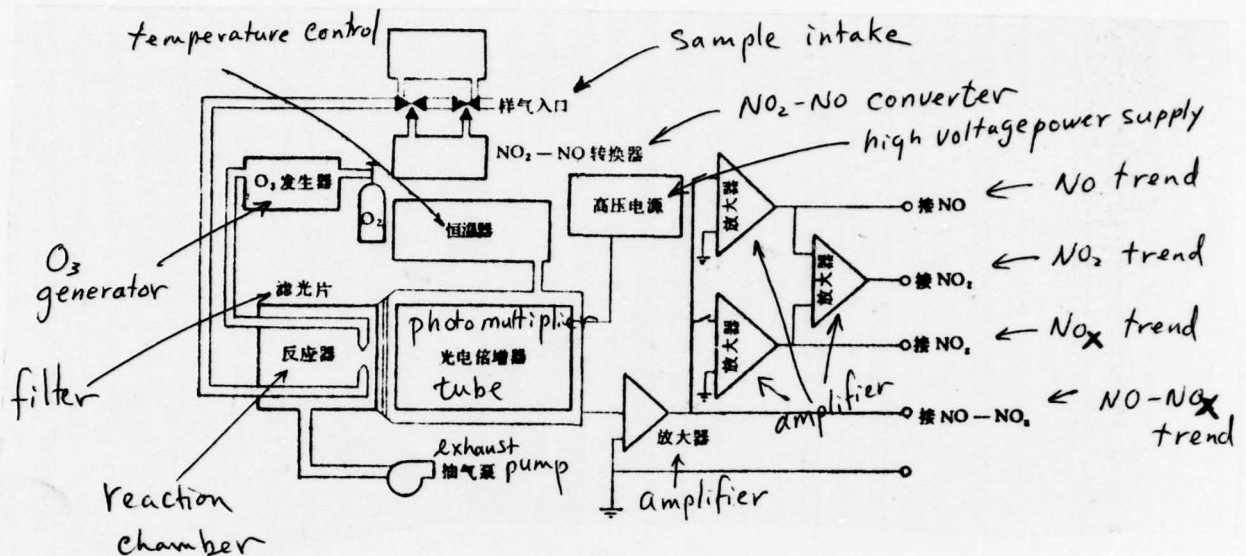 temperature control
sample intake
样气入口
NO₂-NO converter
NO₂—NO 转换器
high voltage power supply
O₃发生器
O₂
恒温器
高压电源
放大器
接 NO
NO trend
O₃
generator
滤光片
放大器
接 NO₂
NO₂ trend
photomultiplier
反应器
光电倍增器
tube
放大器
接 NOₓ
NOx trend
filter
amplifier
放大器
接 NO—NOₓ
NO-NOx
trend
exhaust
抽气泵 pump
amplifier
reaction
chamber